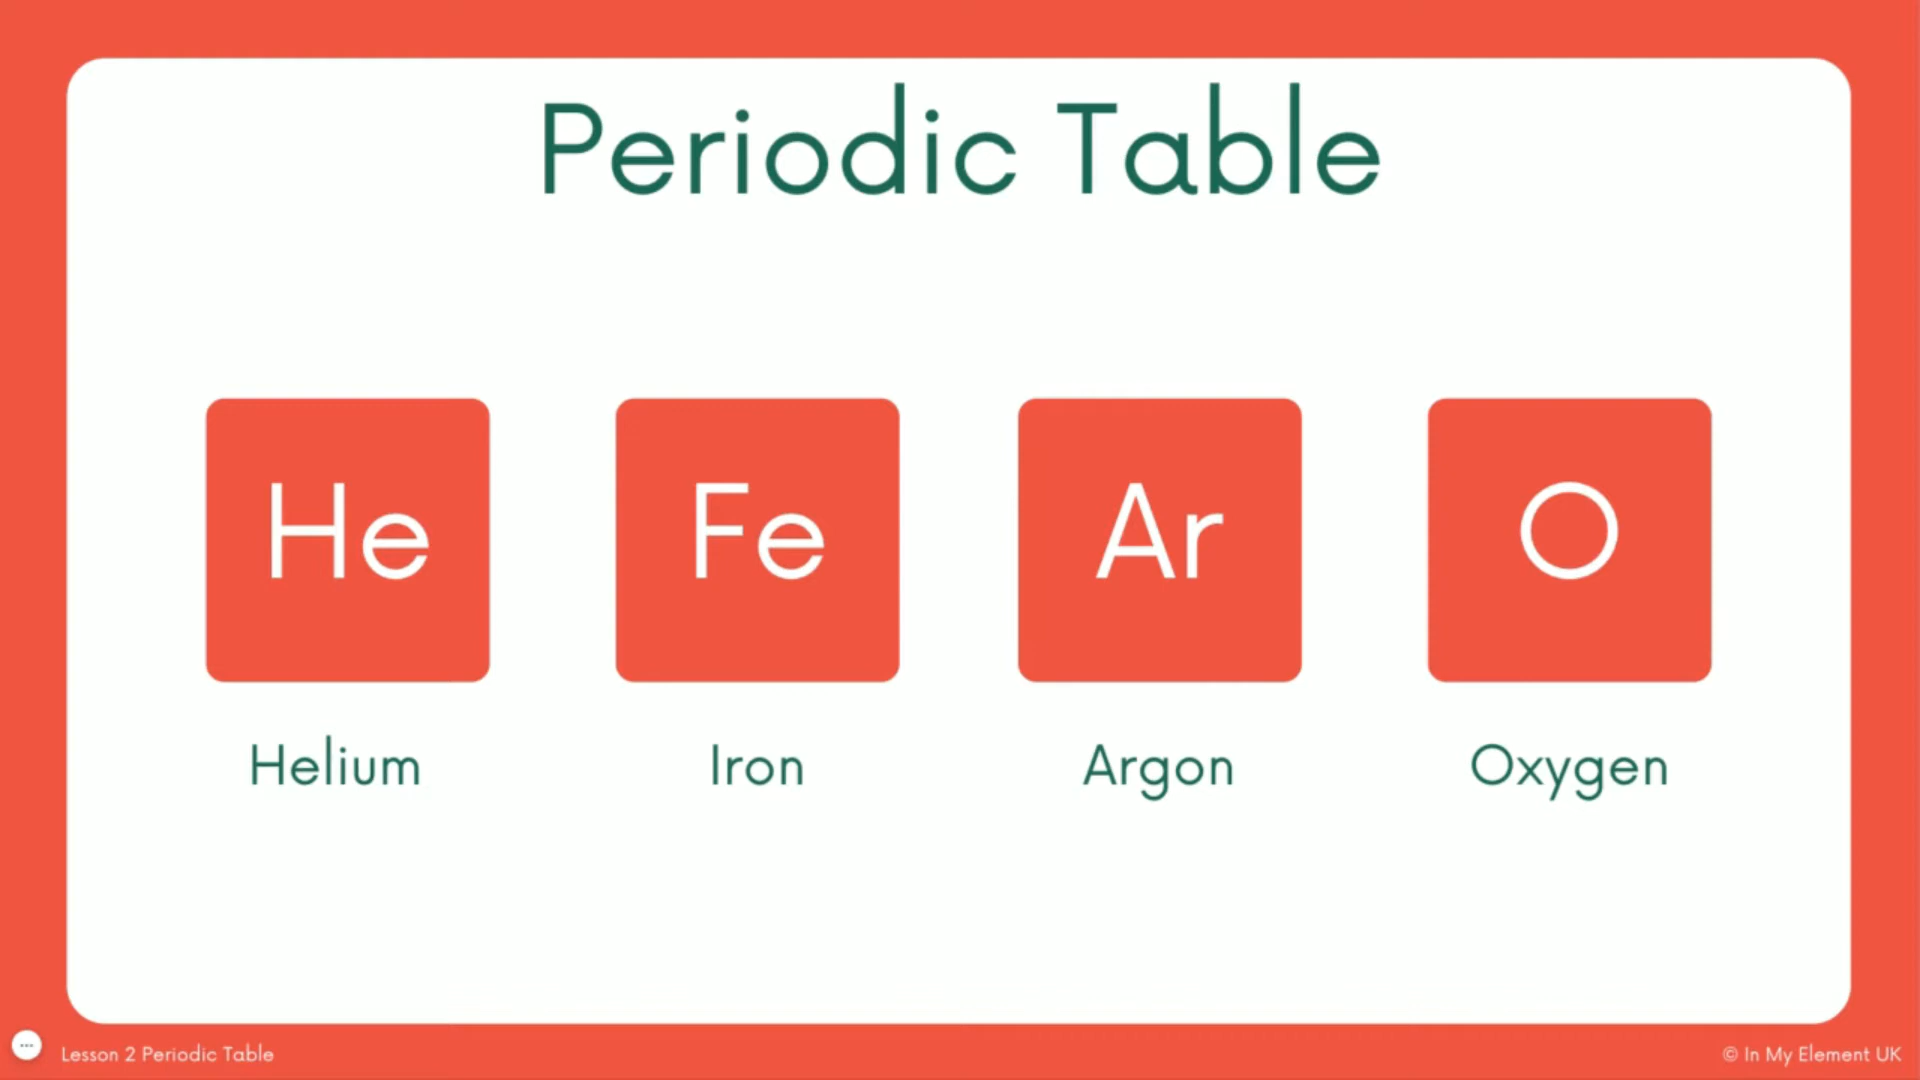 Periodic Table
He
Fe
Ar
O
Helium
Iron
Argon
Oxygen
Lesson 2 Periodic Table
© In My Element UK